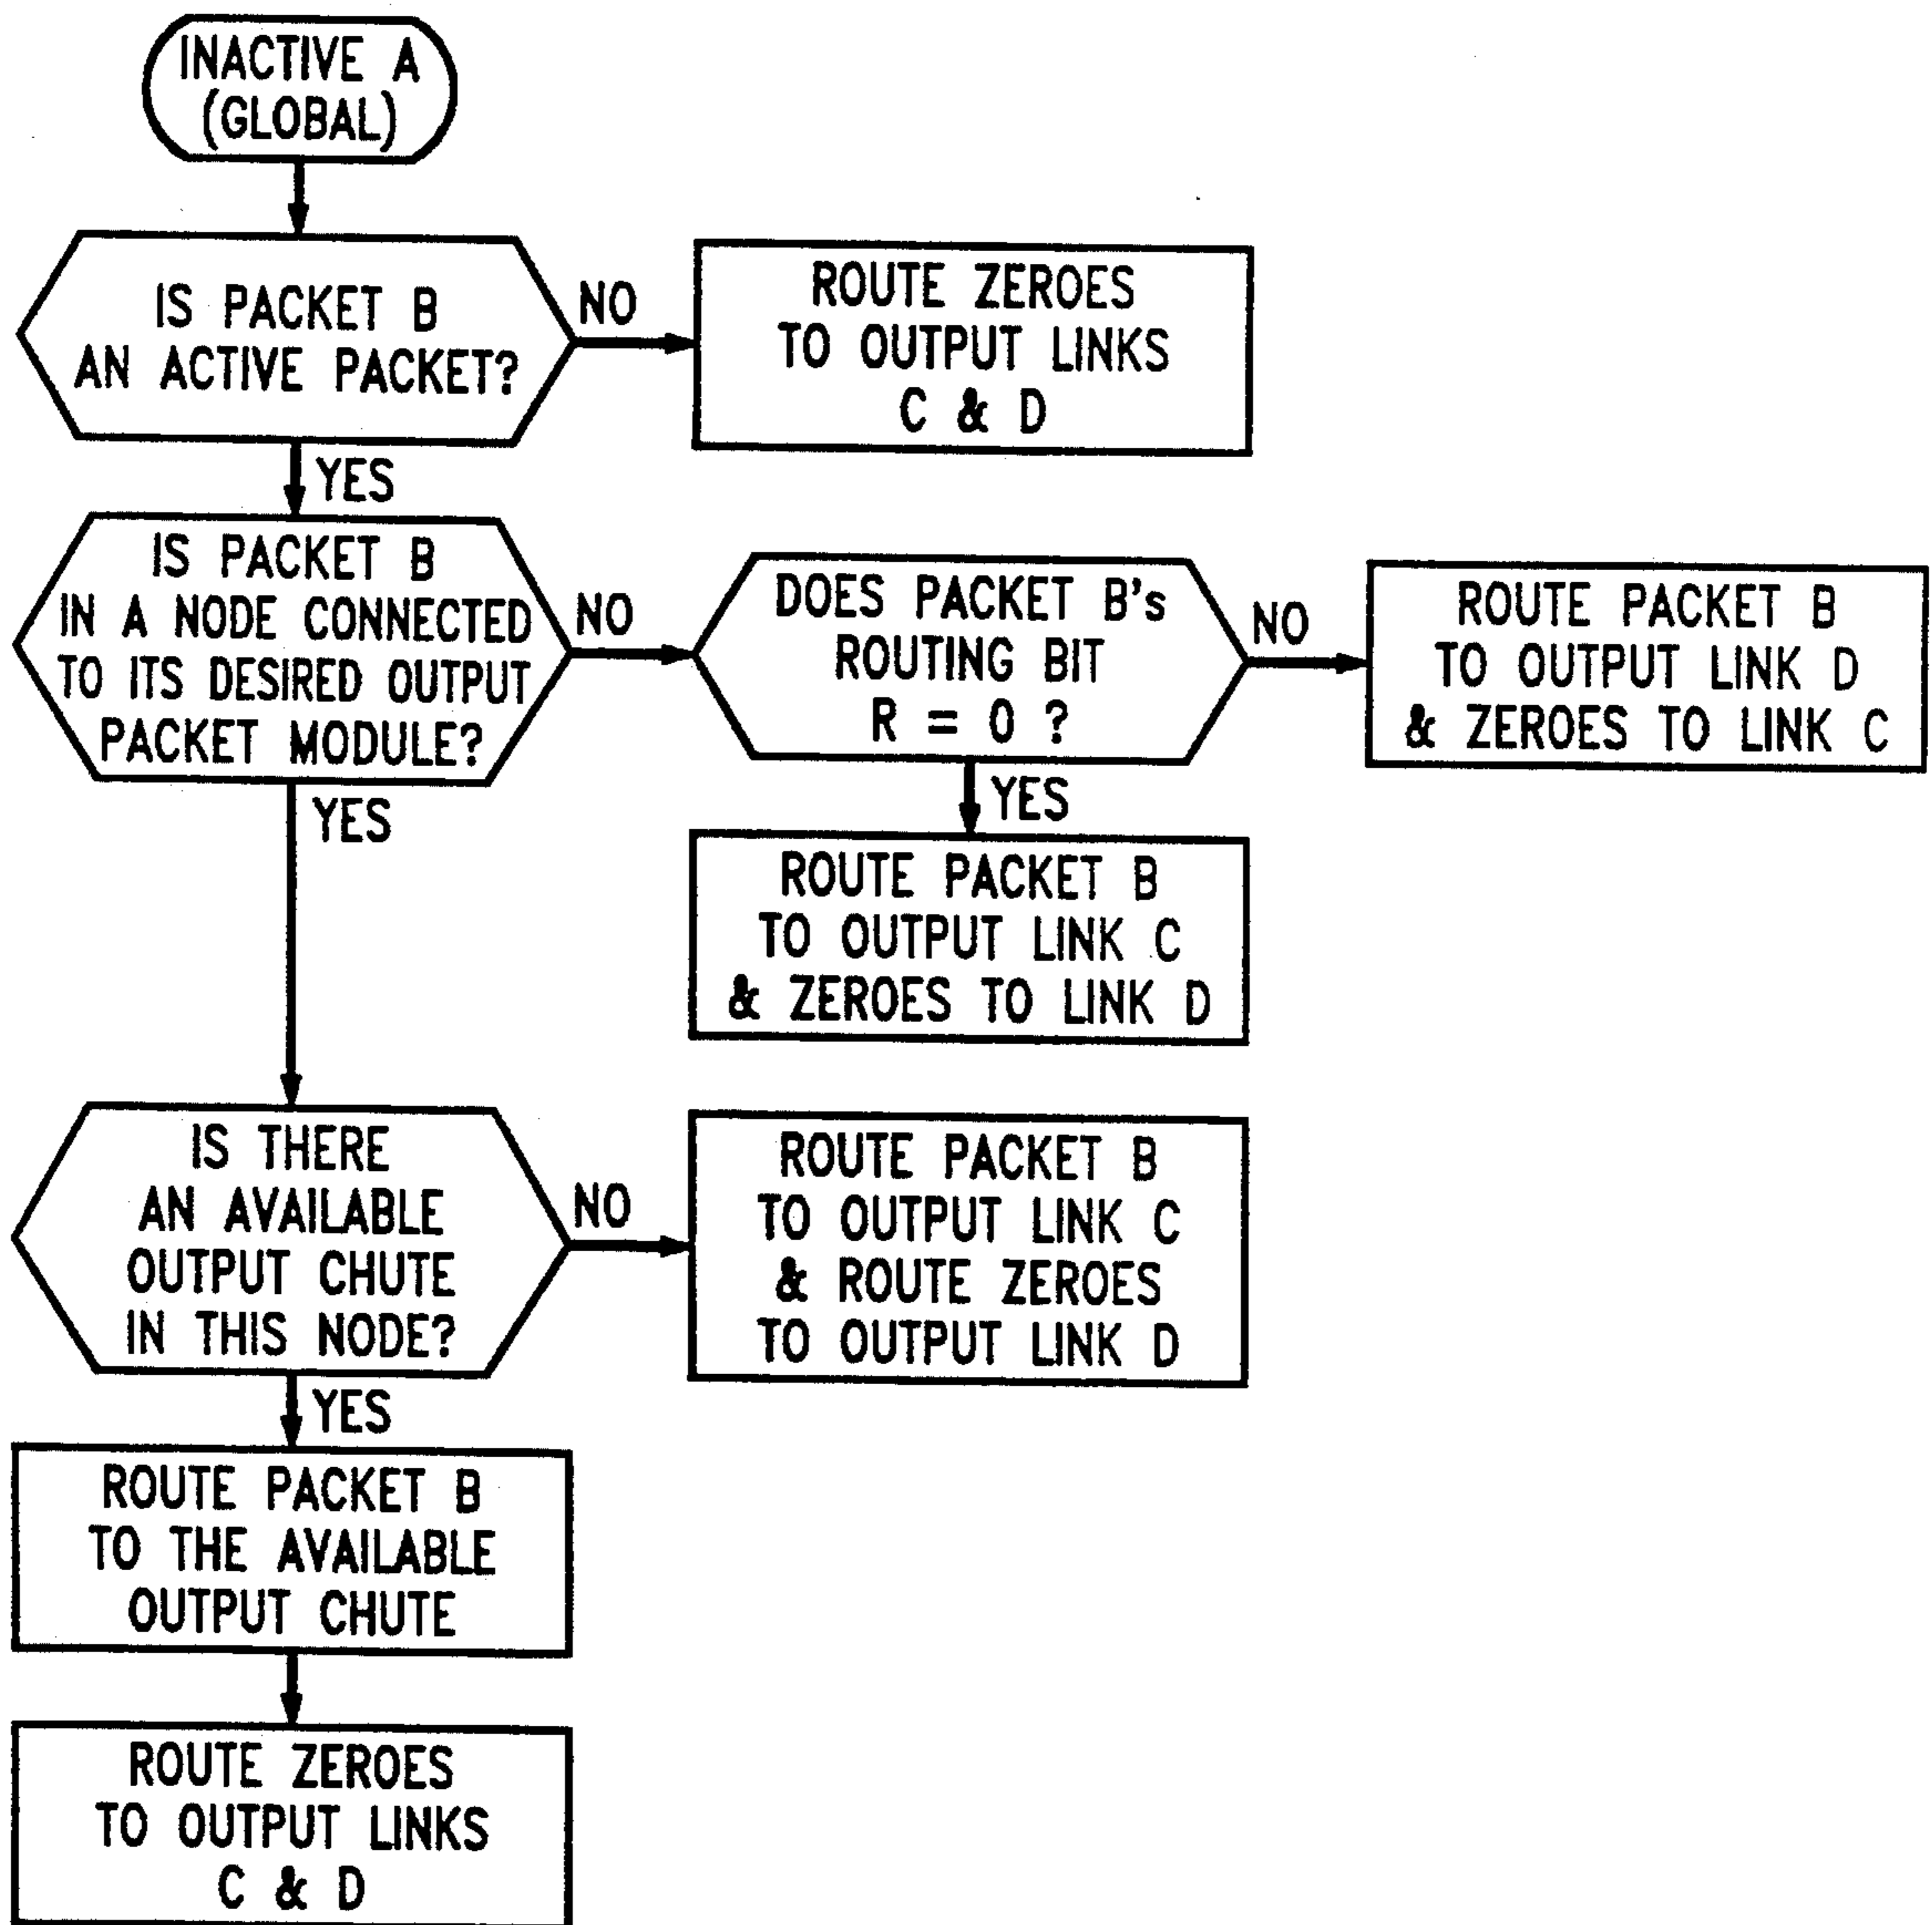 INACTIVE A
(GLOBAL)
IS PACKET B
AN ACTIVE PACKET?
NO
ROUTE ZEROES
TO OUTPUT LINKS
C & D
YES
IS PACKET B
IN A NODE CONNECTED
TO ITS DESIRED OUTPUT
PACKET MODULE?
NO
DOES PACKET B's
ROUTING BIT
R = 0 ?
NO
ROUTE PACKET B
TO OUTPUT LINK D
& ZEROES TO LINK C
YES
ROUTE PACKET B
TO OUTPUT LINK C
& ZEROES TO LINK D
YES
IS THERE
AN AVAILABLE
OUTPUT CHUTE
IN THIS NODE?
NO
ROUTE PACKET B
TO OUTPUT LINK C
& ROUTE ZEROES
TO OUTPUT LINK D
YES
ROUTE PACKET B
TO THE AVAILABLE
OUTPUT CHUTE
ROUTE ZEROES
TO OUTPUT LINKS
C & D